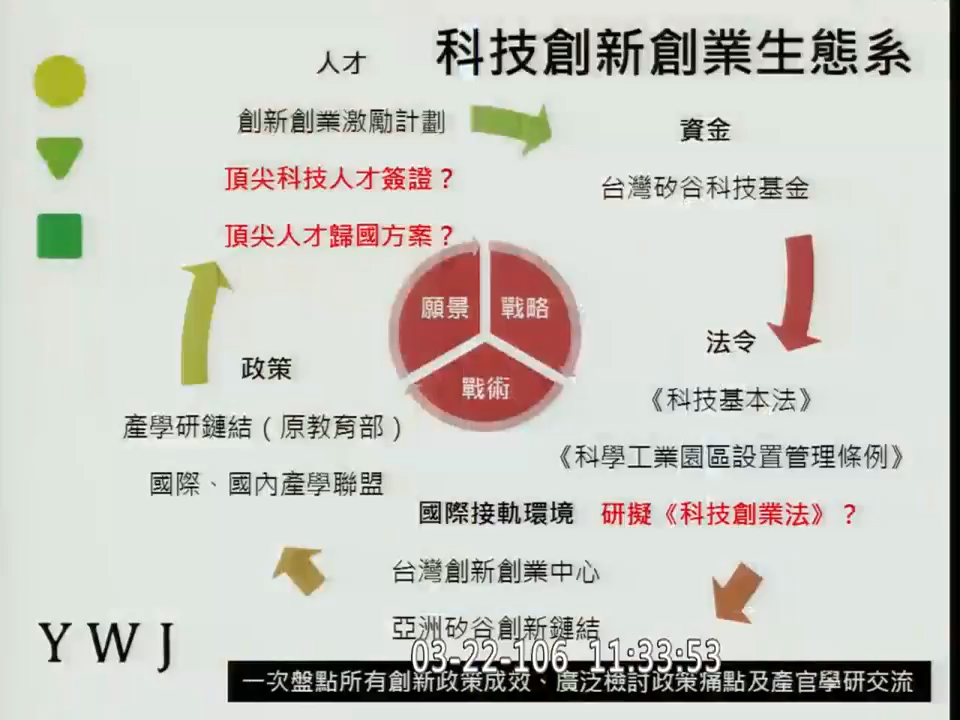 科技創新創業生態系
人才
創新創業激勵計劃
頂尖科技人才簽證？
頂尖人才歸國方案？
資金
台灣矽谷科技基金
願景
戰略
戰術
法令
《科技基本法》
《科學工業園區設置管理條例》
研擬《科技創業法》？
政策
產學研鏈結（原教育部）
國際、國內產學聯盟
國際接軌環境
台灣創新創業中心
亞洲矽谷創新鏈結
YWJ
03-22-106 11:33:53
一次盤點所有創新政策成效、廣泛檢討政策痛點及產官學研交流